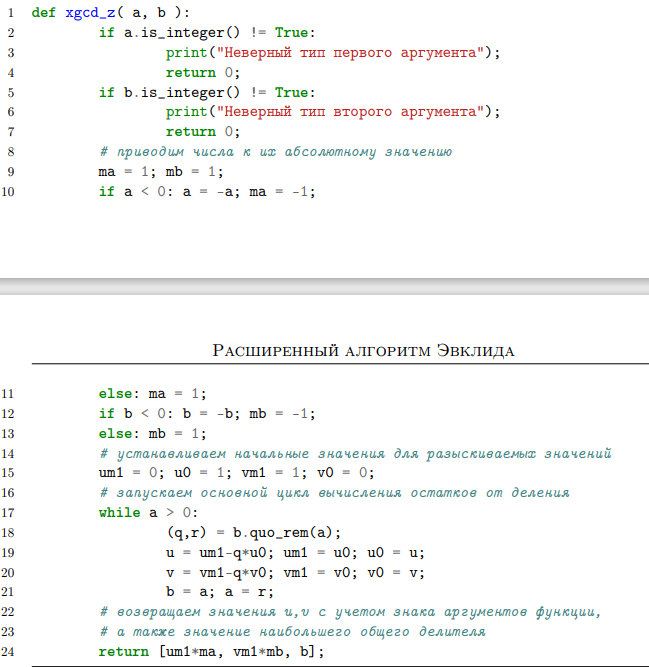 1 def xgcd_z( a, b ):
2 if a.is_integer() != True:
3 print("Неверный тип первого аргумента");
4 return 0;
5 if b.is_integer() != True:
6 print("Неверный тип второго аргумента");
7 return 0;
8 # приводим числа к их абсолютному значению
9 ma = 1; mb = 1;
10 if a < 0: a = -a; ma = -1;
Расширенный алгоритм Эвклида
11 else: ma = 1;
12 if b < 0: b = -b; mb = -1;
13 else: mb = 1;
14 # устанавливаем начальные значения для разыскиваемых значений
15 um1 = 0; u0 = 1; vm1 = 1; v0 = 0;
16 # запускаем основной цикл вычисления остатков от деления
17 while a > 0:
18 (q,r) = b.quo_rem(a);
19 u = um1-q*u0; um1 = u0; u0 = u;
20 v = vm1-q*v0; vm1 = v0; v0 = v;
21 b = a; a = r;
22 # возвращаем значения u,v с учетом знака аргументов функции,
23 # а также значение наибольшего общего делителя
24 return [um1*ma, vm1*mb, b];